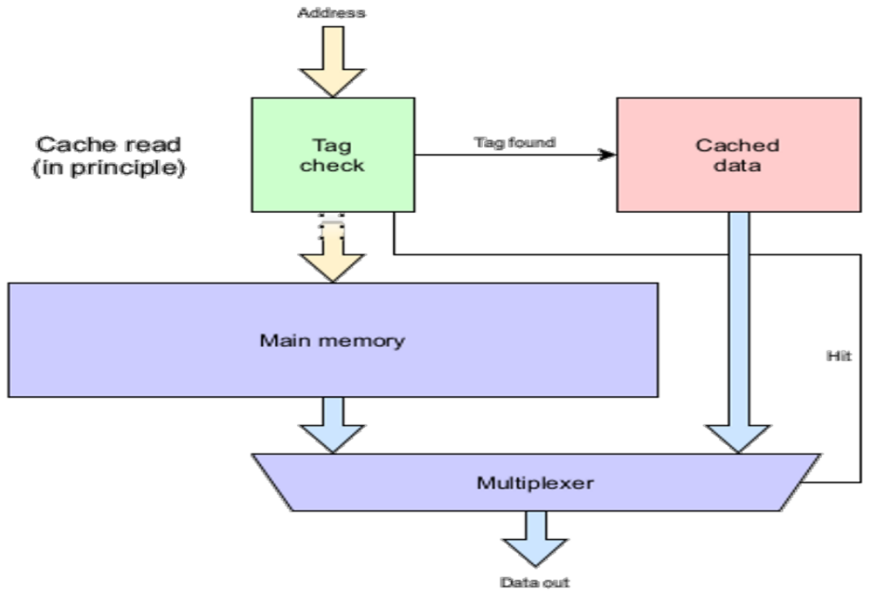 Address
Cache read
(in principle)
Tag
check
Tag found
Cached
data
Main memory
Hit
Multiplexer
Data out